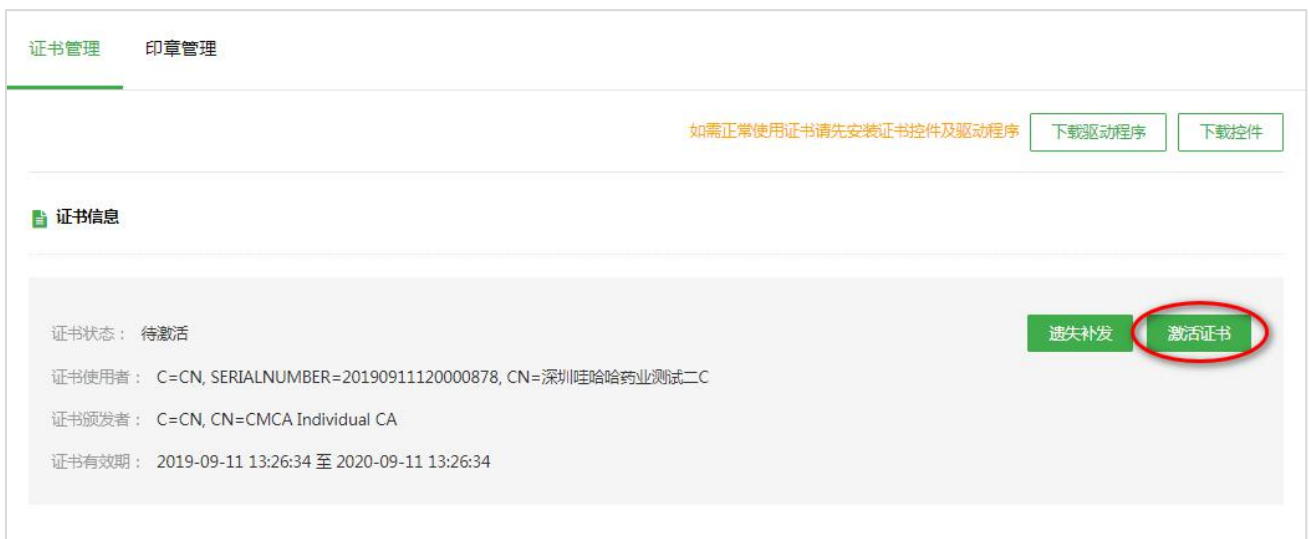 证书管理 印章管理
如需正常使用证书请先安装证书控件及驱动程序 下载驱动程序 下载控件
证书信息
证书状态： 待激活 遗失补发 激活证书
证书使用者： C=CN, SERIALNUMBER=20190911120000878, CN=深圳哇哈哈药业测试二C
证书颁发者： C=CN, CN=CMCA Individual CA
证书有效期： 2019-09-11 13:26:34 至 2020-09-11 13:26:34